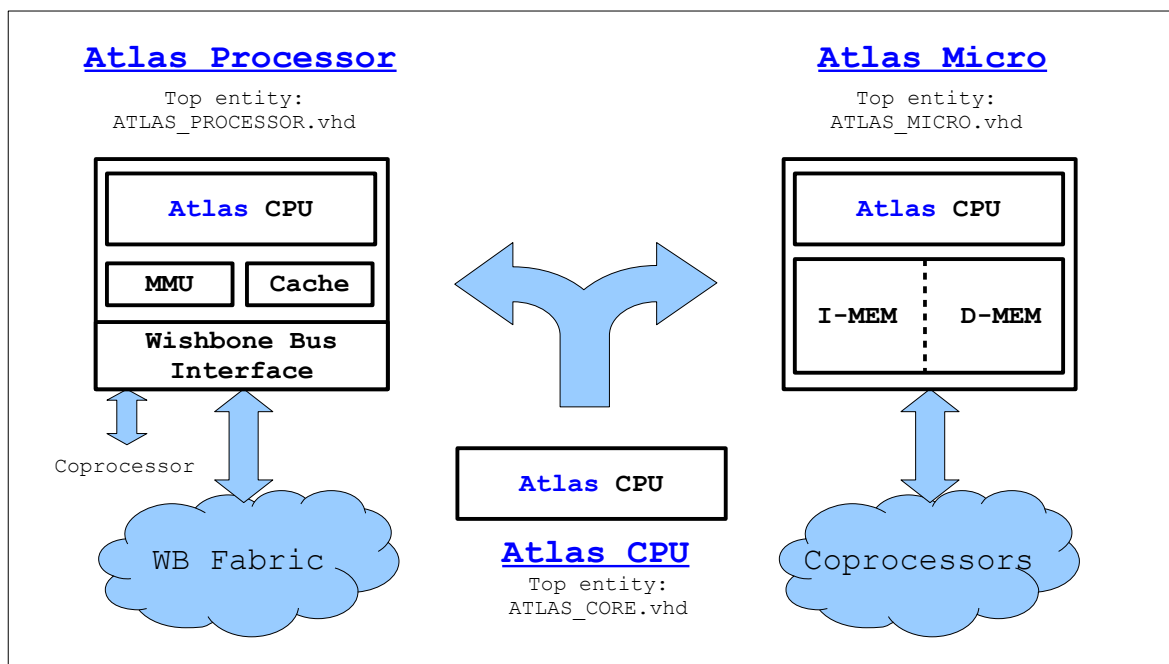 Atlas Processor
Top entity:
ATLAS_PROCESSOR.vhd
Atlas CPU
MMU
Cache
Wishbone Bus
Interface
Coprocessor
WB Fabric
Atlas CPU
Atlas CPU
Top entity:
ATLAS_CORE.vhd
Atlas Micro
Top entity:
ATLAS_MICRO.vhd
Atlas CPU
I-MEM
D-MEM
Coprocessors